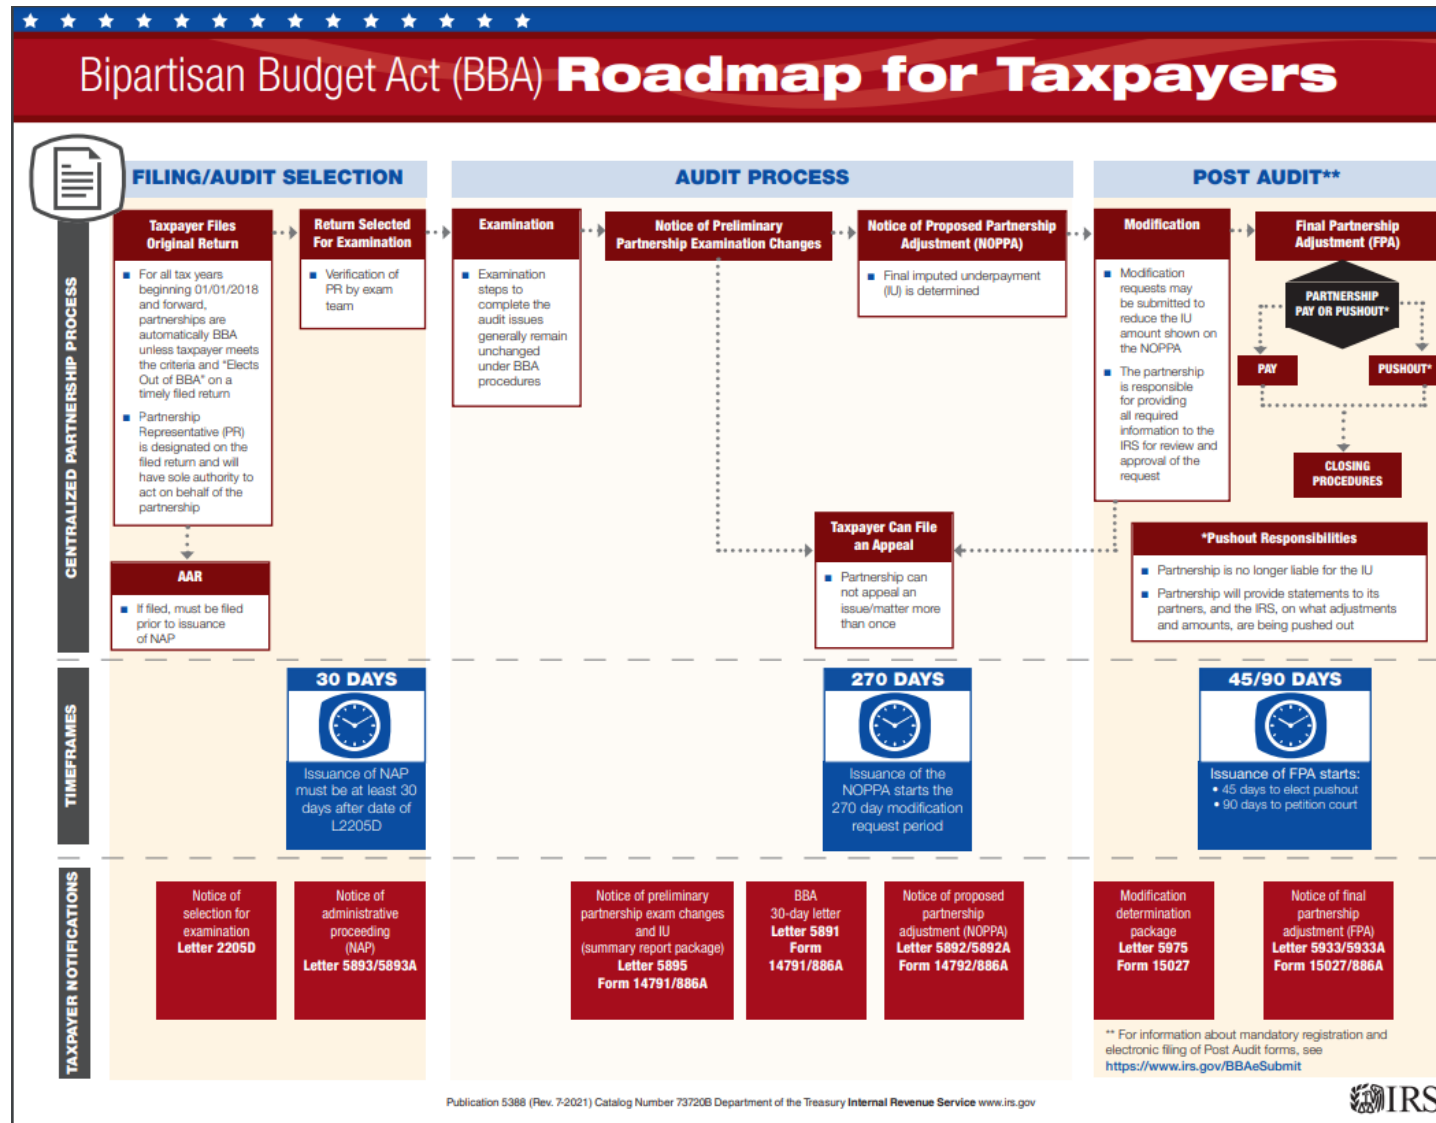 Bipartisan Budget Act (BBA) Roadmap for Taxpayers
FILING/AUDIT SELECTION
AUDIT PROCESS
POST AUDIT**
CENTRALIZED PARTNERSHIP PROCESS
Taxpayer Files
Original Return
■ For all tax years
beginning 01/01/2018
and forward,
partnerships are
automatically BBA
unless taxpayer meets
the criteria and "Elects
Out of BBA" on a
timely filed return
■ Partnership
Representative (PR)
is designated on the
filed return and will
have sole authority to
act on behalf of the
partnership
AAR
■ If filed, must be filed
prior to issuance
of NAP
Return Selected
For Examination
■ Verification of
PR by exam
team
Examination
■ Examination
steps to
complete the
audit issues
generally remain
unchanged
under BBA
procedures
Notice of Preliminary
Partnership Examination Changes
Notice of Proposed Partnership
Adjustment (NOPPA)
■ Final imputed underpayment
(IU) is determined
Taxpayer Can File
an Appeal
■ Partnership can
not appeal an
issue/matter more
than once
Modification
■ Modification
requests may
be submitted to
reduce the IU
amount shown on
the NOPPA
■ The partnership
is responsible
for providing
all required
information to the
IRS for review and
approval of the
request
Final Partnership
Adjustment (FPA)
PARTNERSHIP
PAY OR PUSHOUT*
PAY
PUSHOUT*
CLOSING
PROCEDURES
*Pushout Responsibilities
■ Partnership is no longer liable for the IU
■ Partnership will provide statements to its
partners, and the IRS, on what adjustments
and amounts, are being pushed out
TIMEFRAMES
30 DAYS
Issuance of NAP
must be at least 30
days after date of
L2205D
270 DAYS
Issuance of the
NOPPA starts the
270 day modification
request period
45/90 DAYS
Issuance of FPA starts:
• 45 days to elect pushout
• 90 days to petition court
TAXPAYER NOTIFICATIONS
Notice of
selection for
examination
Letter 2205D
Notice of
administrative
proceeding
(NAP)
Letter 5893/5893A
Notice of preliminary
partnership exam changes
and IU
(summary report package)
Letter 5895
Form 14791/886A
BBA
30-day letter
Letter 5891
Form
14791/886A
Notice of proposed
partnership
adjustment (NOPPA)
Letter 5892/5892A
Form 14792/886A
Modification
determination
package
Letter 5975
Form 15027
Notice of final
partnership
adjustment (FPA)
Letter 5933/5933A
Form 15027/886A
** For information about mandatory registration and
electronic filing of Post Audit forms, see
https://www.irs.gov/BBAeSubmit
Publication 5388 (Rev. 7-2021) Catalog Number 73720B Department of the Treasury Internal Revenue Service www.irs.gov
IRS